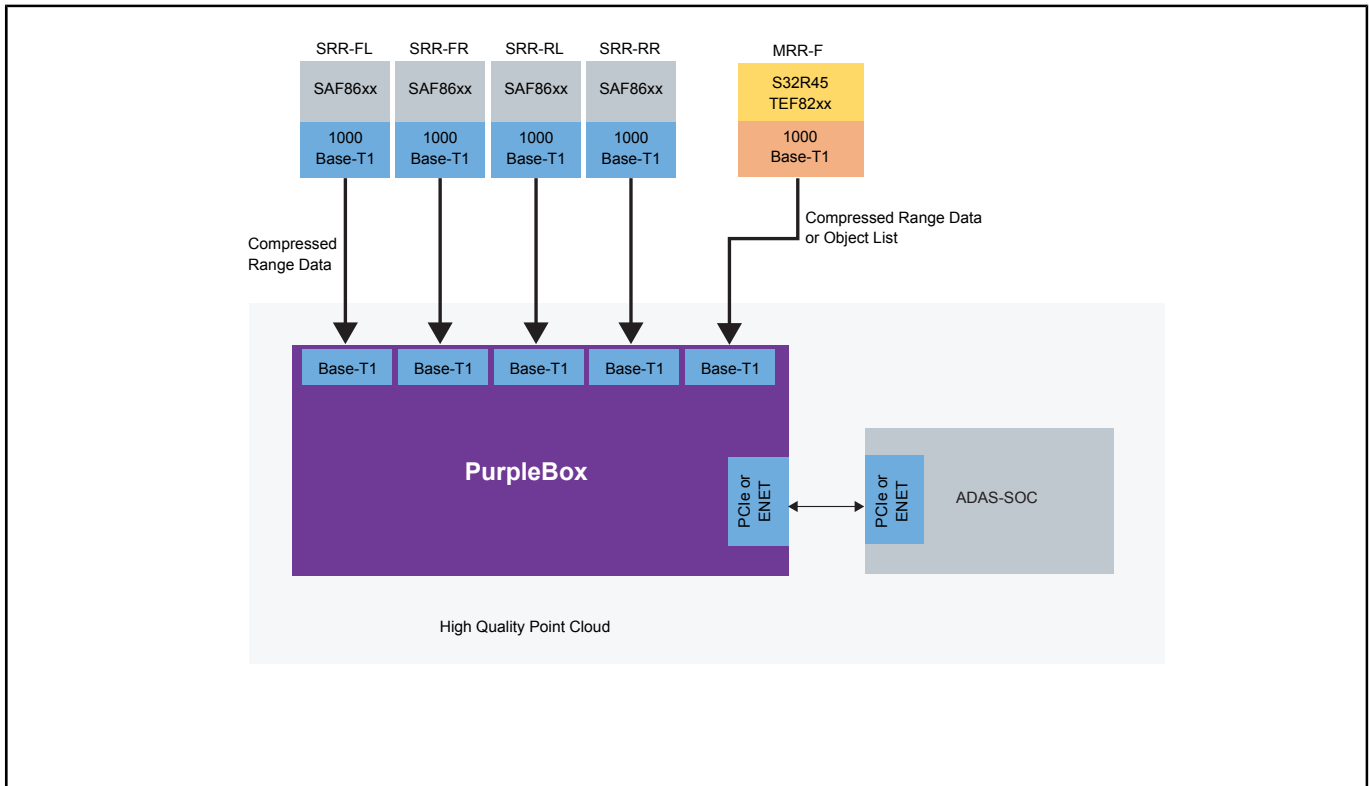 SRR-FL
SRR-FR
SRR-RL
SRR-RR
MRR-F
SAF86xx
SAF86xx
SAF86xx
SAF86xx
S32R45
TEF82xx
1000
Base-T1
1000
Base-T1
1000
Base-T1
1000
Base-T1
1000
Base-T1
Compressed
Range Data
Compressed Range Data
or Object List
Base-T1
Base-T1
Base-T1
Base-T1
Base-T1
PurpleBox
PCIe or
ENET
PCIe or
ENET
ADAS-SOC
High Quality Point Cloud